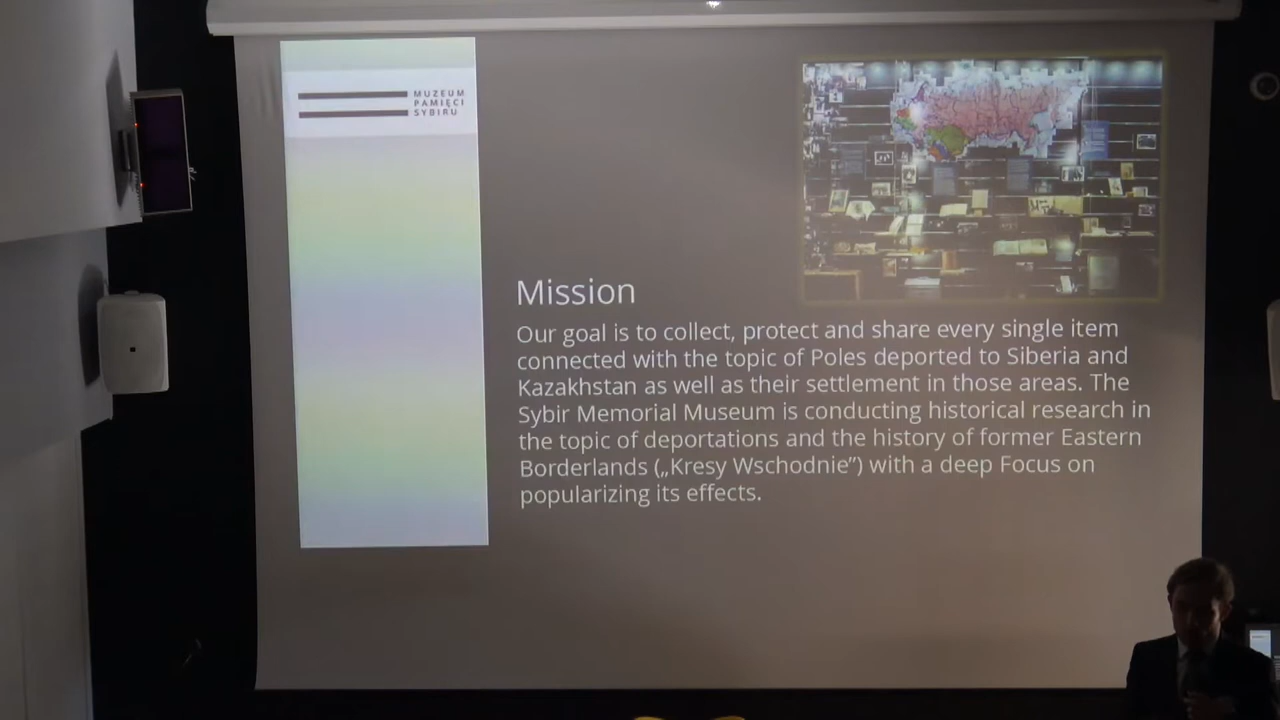 MUZEUM
PAMIĘCI
SYBIRU
Mission
Our goal is to collect, protect and share every single item
connected with the topic of Poles deported to Siberia and
Kazakhstan as well as their settlement in those areas. The
Sybir Memorial Museum is conducting historical research in
the topic of deportations and the history of former Eastern
Borderlands („Kresy Wschodnie”) with a deep Focus on
popularizing its effects.